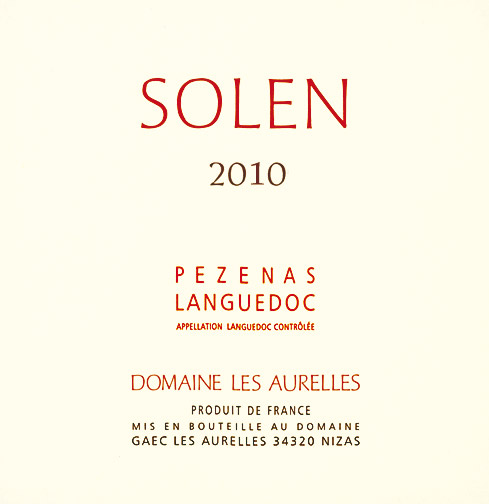 SOLEN
2010
PEZENAS
LANGUEDOC
APPELLATION LANGUEDOC CONTRÔLÉE
DOMAINE LES AURELLES
PRODUIT DE FRANCE
MIS EN BOUTEILLE AU DOMAINE
GAEC LES AURELLES 34320 NIZAS